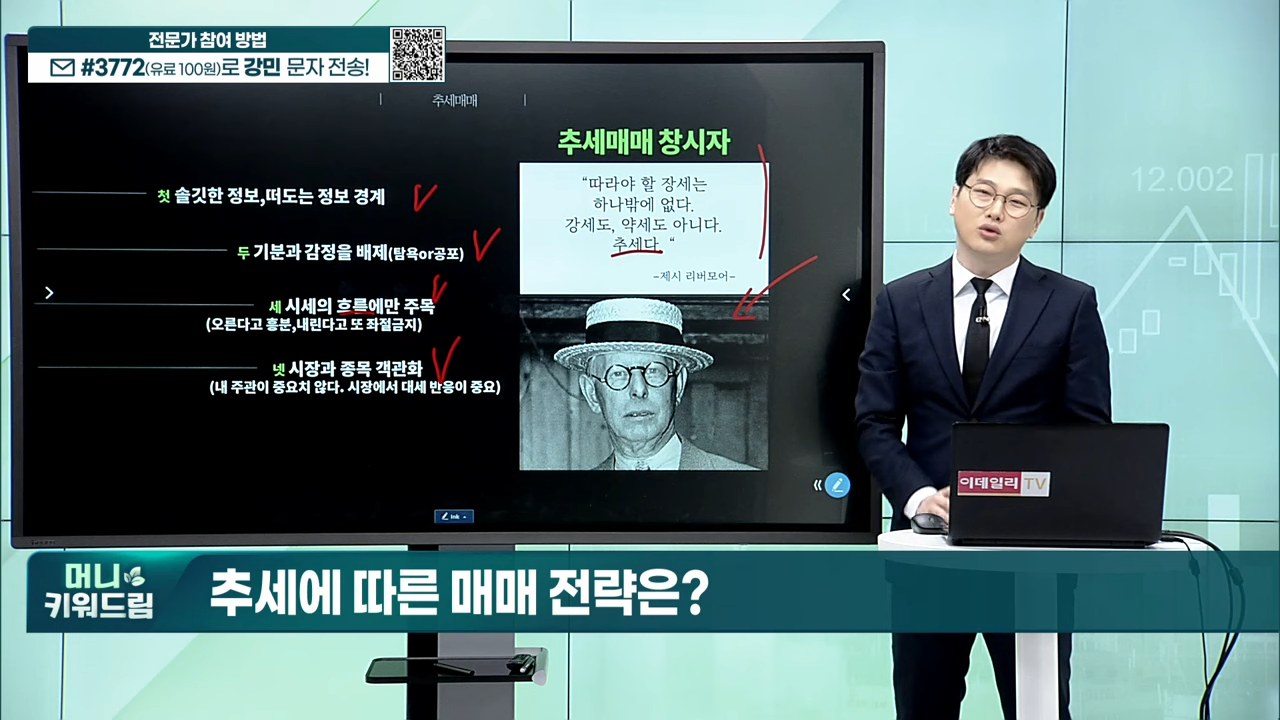 전문가 참여 방법
#3772(유료 100원)로 강민 문자 전송!
추세매매
추세매매 창시자
“따라야 할 장세는
하나밖에 없다.
강세도, 약세도 아니다.
추세다 “
-제시 리버모어-
첫 솔깃한 정보,떠도는 정보 경계
두 기분과 감정을 배제(탐욕or공포)
세 시세의 흐름에만 주목
(오른다고 흥분,내린다고 또 좌절금지)
넷 시장과 종목 객관화
(내 주관이 중요치 않다. 시장에서 대세 반응이 중요)
Ink
12.002
이데일리 TV
머니
키워드림
추세에 따른 매매 전략은?